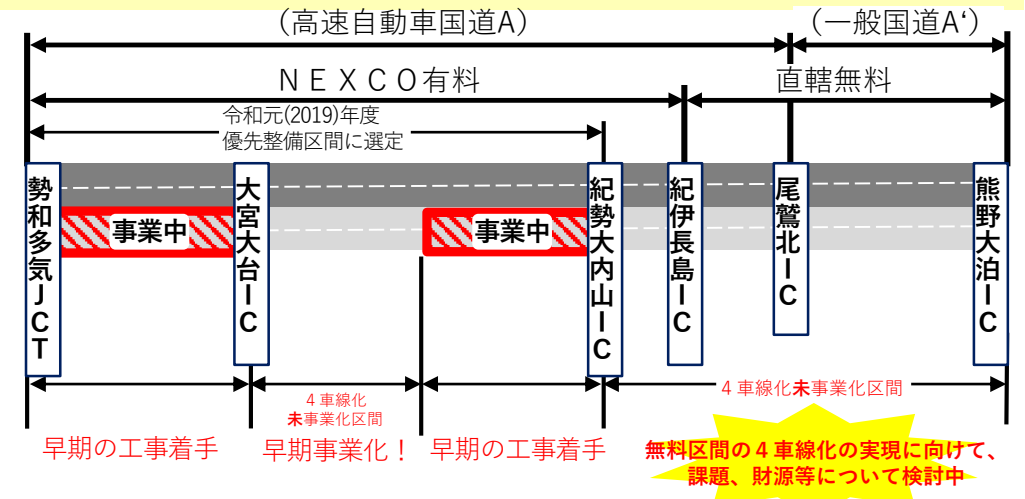 (高速自動車国道A)
(一般国道A‘)
NEXCO有料
直轄無料
令和元(2019)年度
優先整備区間に選定
勢和多気JCT
大宮大台IC
紀勢大内山IC
紀伊長島IC
尾鷲北IC
熊野大泊IC
事業中
事業中
4車線化
未事業化区間
4車線化未事業化区間
早期の工事着手
早期事業化!
早期の工事着手
無料区間の4車線化の実現に向けて、
課題、財源等について検討中